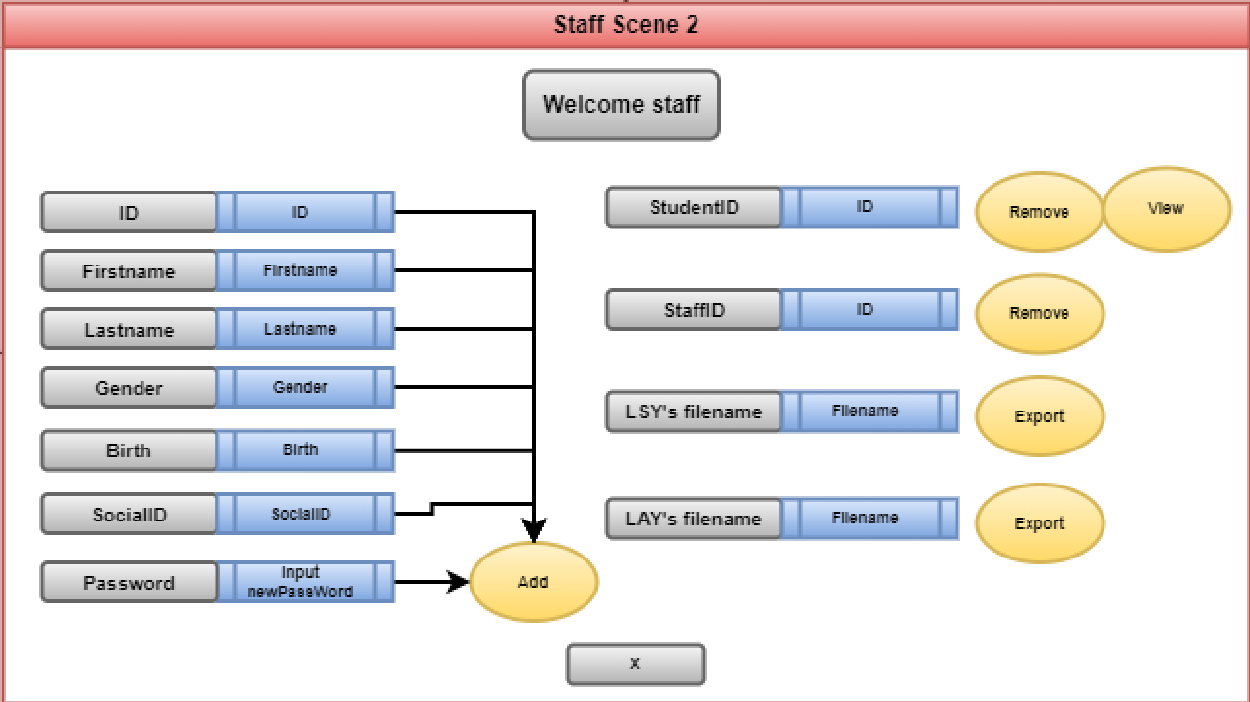 Staff Scene 2
Welcome staff
ID
ID
Firstname
Firstname
Lastname
Lastname
Gender
Gender
Birth
Birth
SocialID
SocialID
Password
Input
newPassWord
Add
StudentID
ID
Remove
View
StaffID
ID
Remove
LSY's filename
Filename
Export
LAY's filename
Filename
Export
X